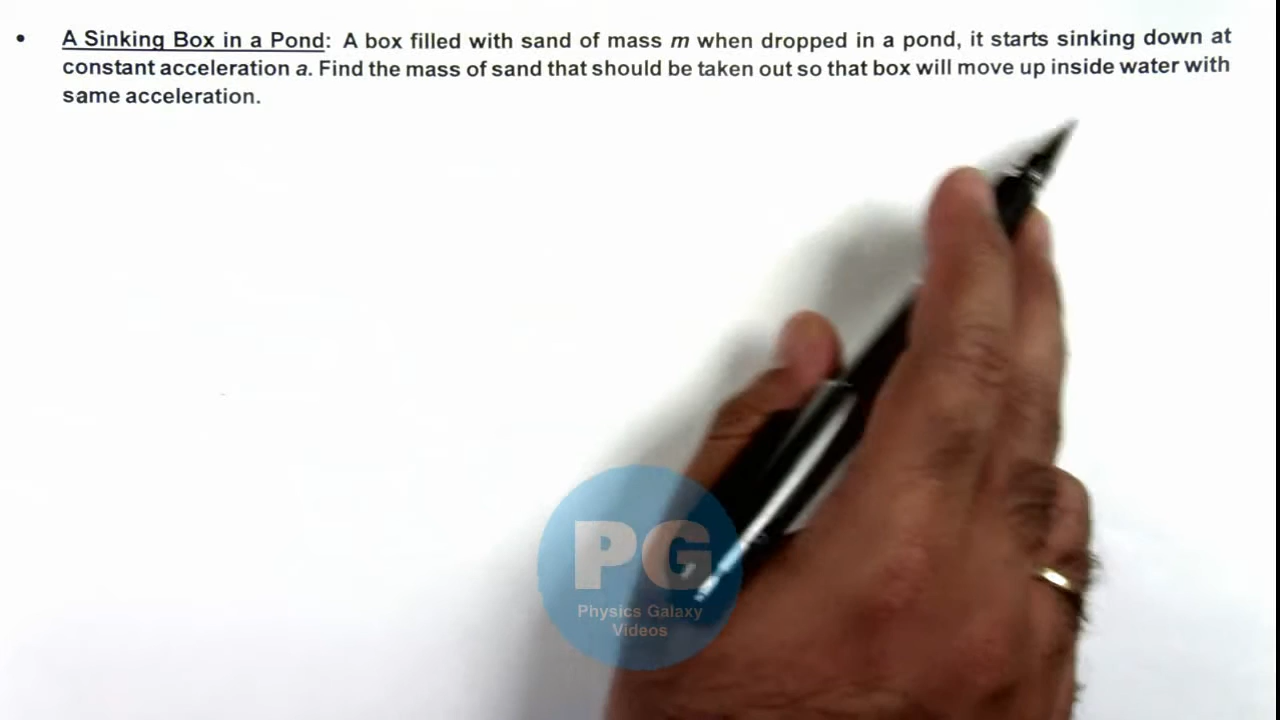 • A Sinking Box in a Pond: A box filled with sand of mass m when dropped in a pond, it starts sinking down at
constant acceleration a. Find the mass of sand that should be taken out so that box will move up inside water with
same acceleration.
PG
Physics Galaxy
Videos